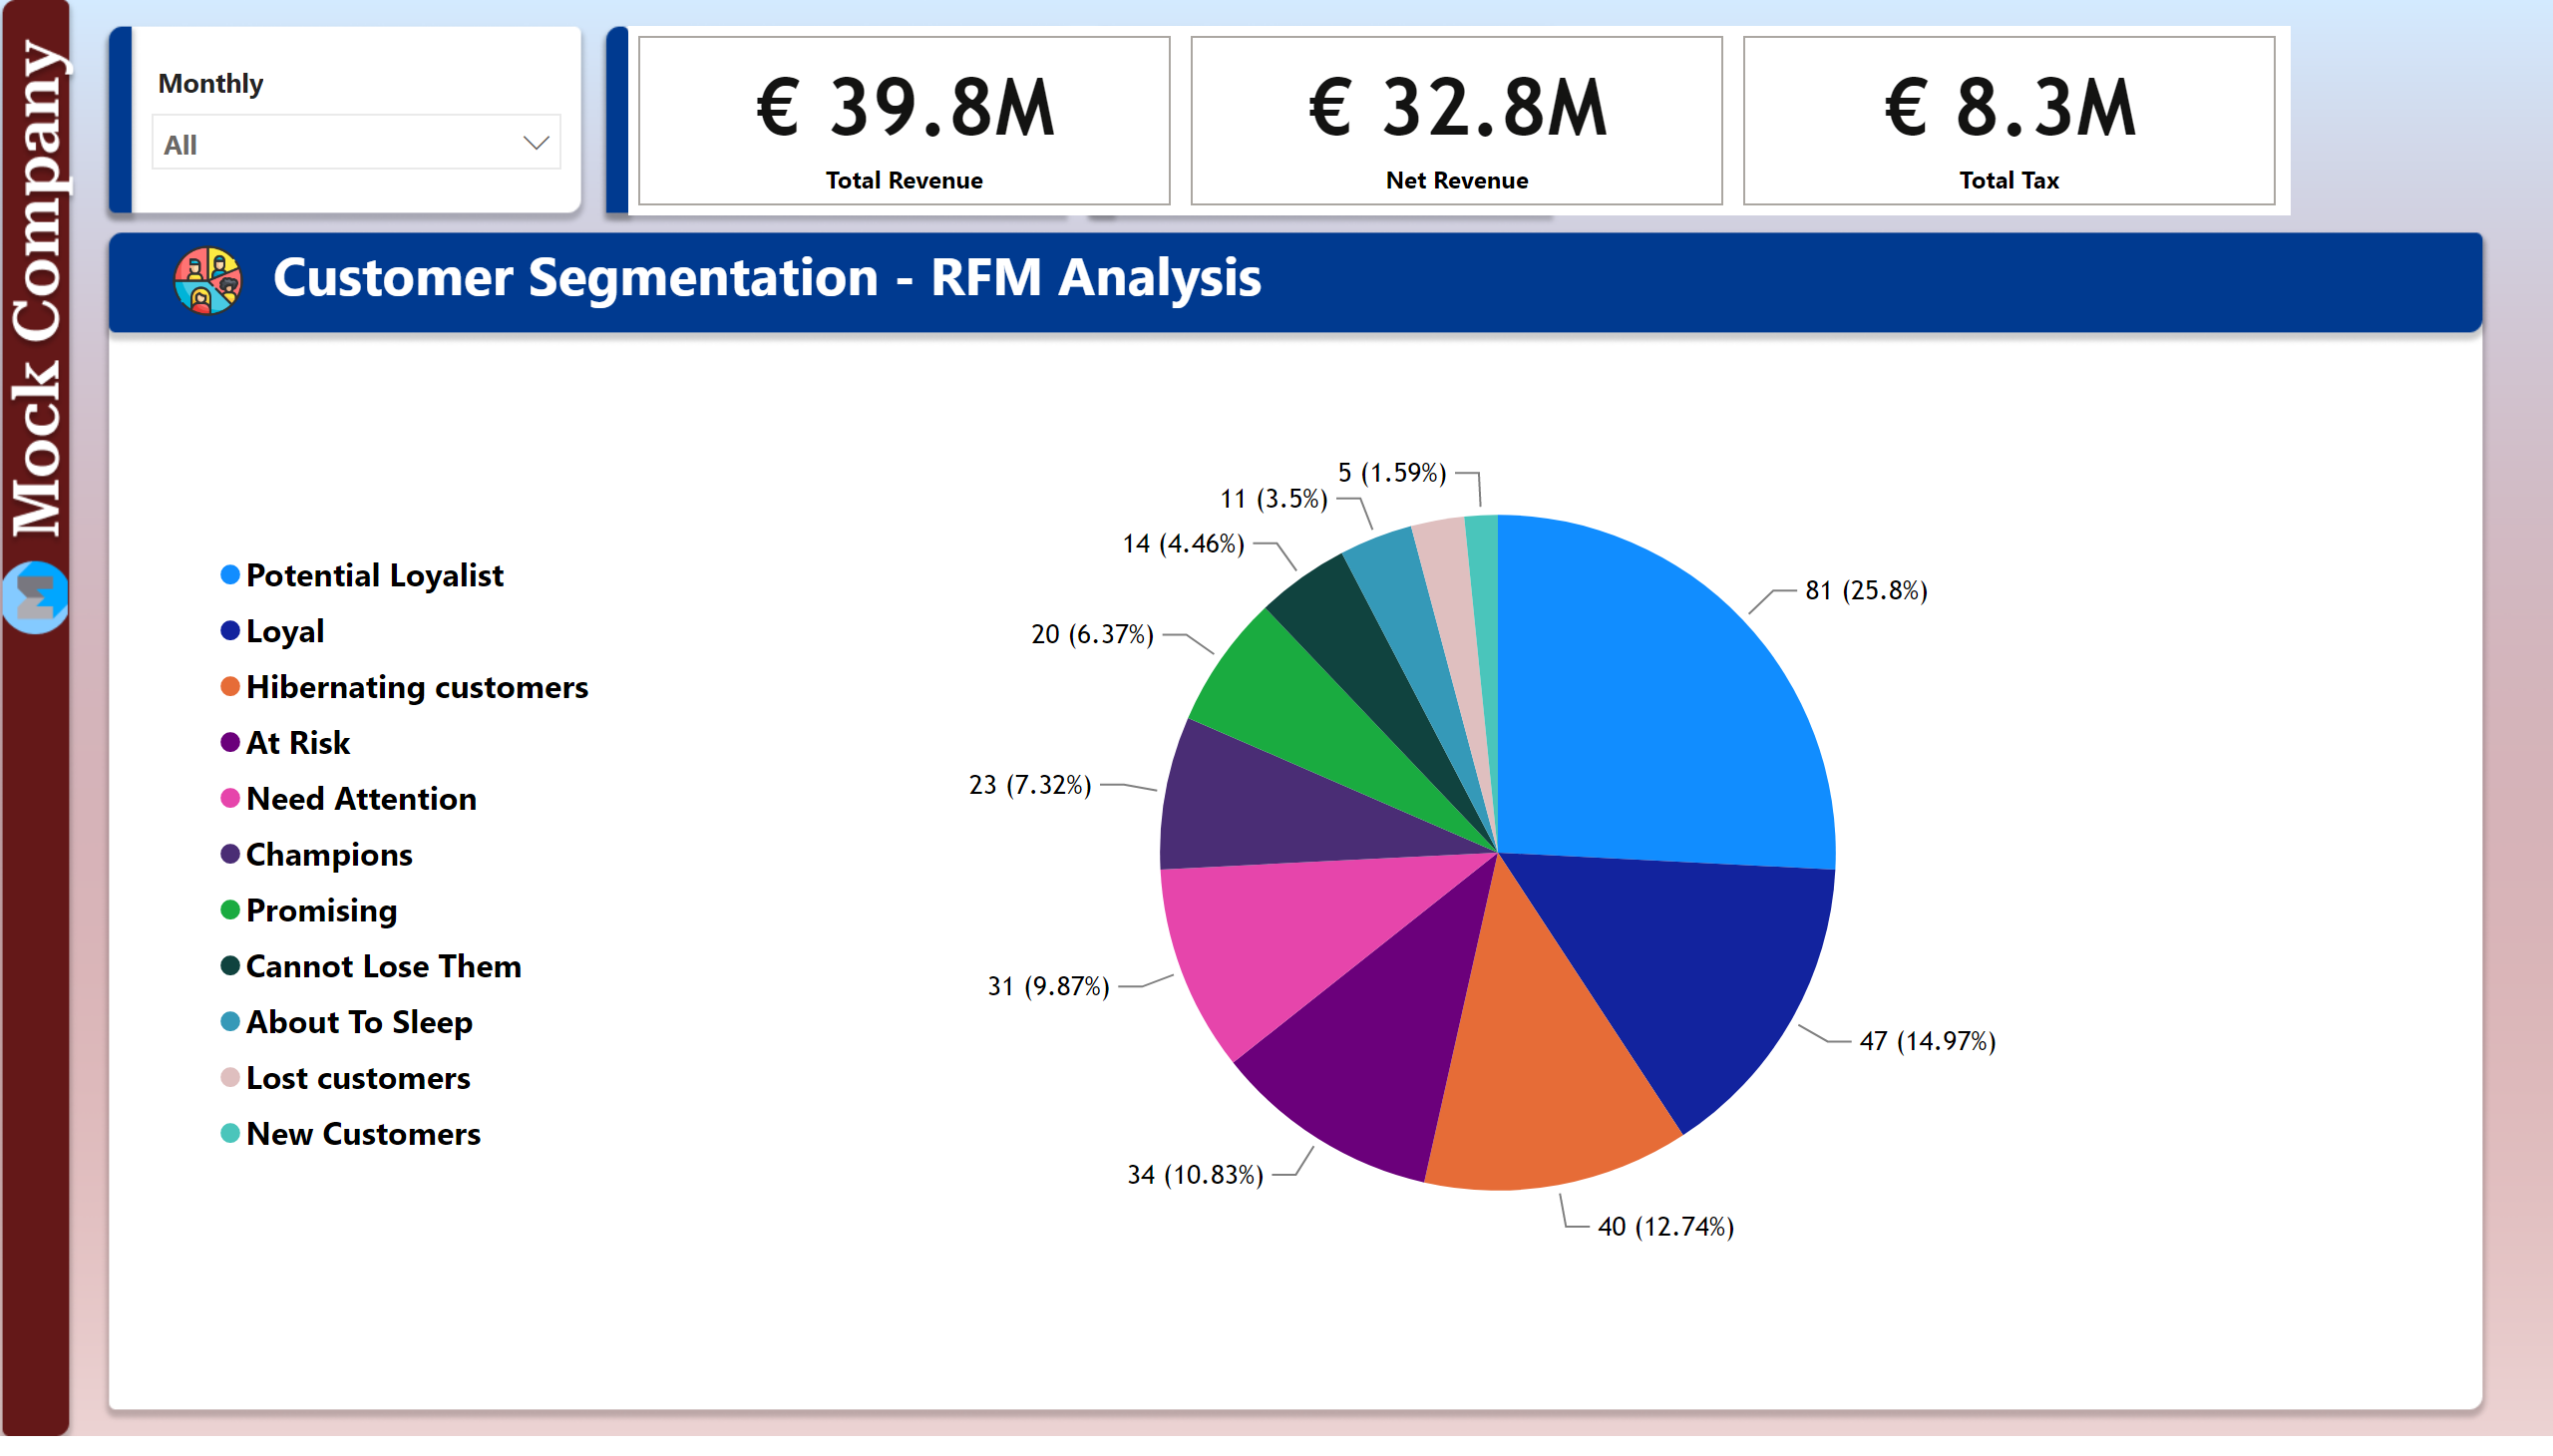 Mock Company
Monthly
All
€ 39.8M
Total Revenue
€ 32.8M
Net Revenue
€ 8.3M
Total Tax
Customer Segmentation - RFM Analysis
Potential Loyalist
Loyal
Hibernating customers
At Risk
Need Attention
Champions
Promising
Cannot Lose Them
About To Sleep
Lost customers
New Customers
5 (1.59%)
11 (3.5%)
14 (4.46%)
81 (25.8%)
20 (6.37%)
23 (7.32%)
31 (9.87%)
47 (14.97%)
34 (10.83%)
40 (12.74%)